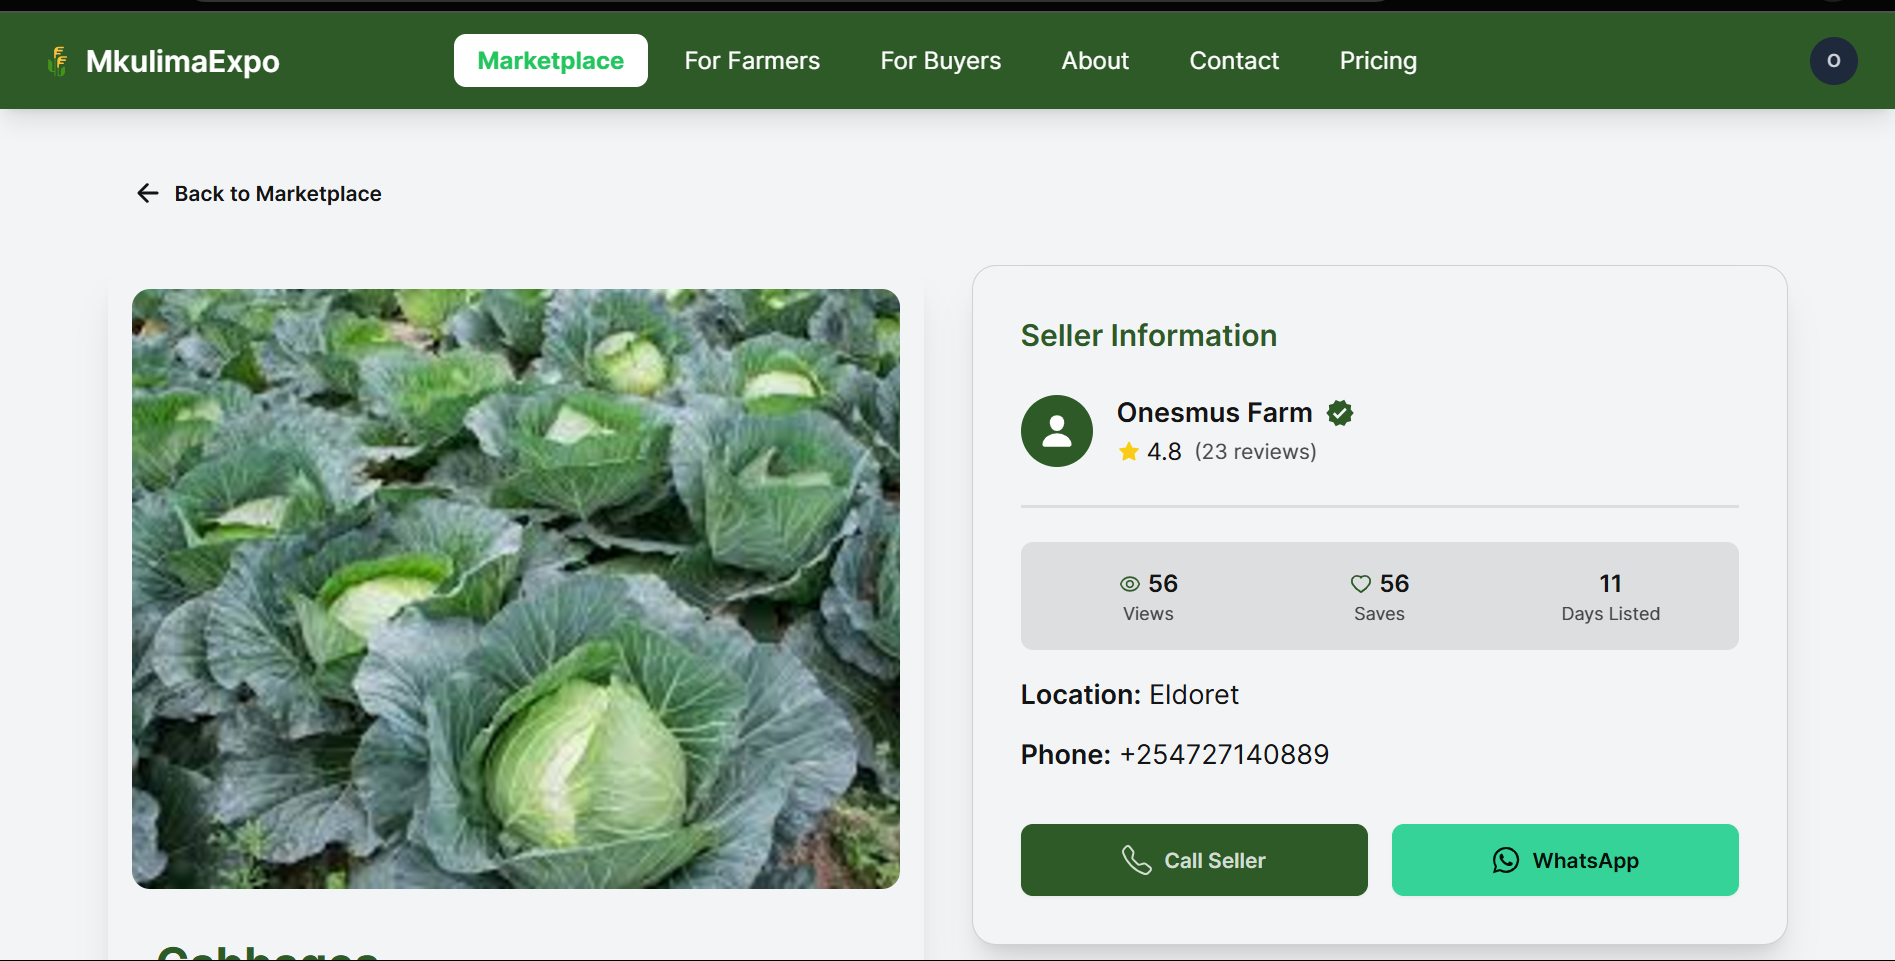 MkulimaExpo
Marketplace
For Farmers
For Buyers
About
Contact
Pricing
O
Back to Marketplace
Seller Information
Onesmus Farm
4.8 (23 reviews)
56
Views
56
Saves
11
Days Listed
Location: Eldoret
Phone: +254727140889
Call Seller
WhatsApp
Cabbages